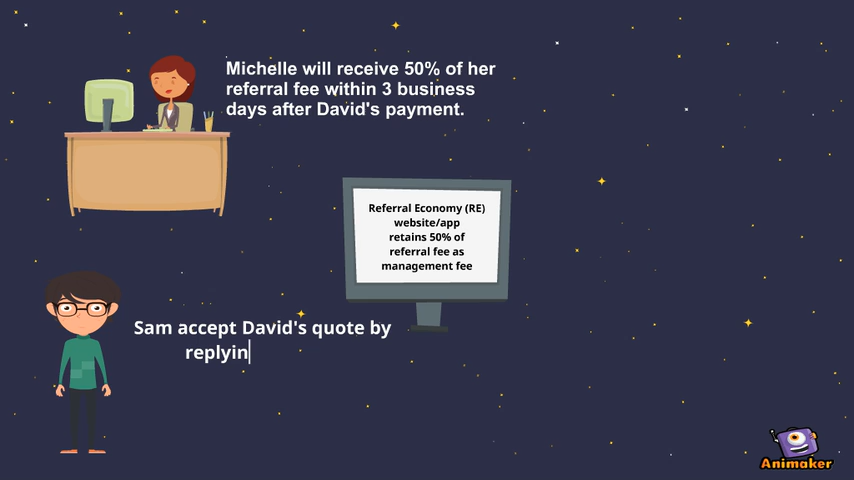 Michelle will receive 50% of her
referral fee within 3 business
days after David's payment.
Referral Economy (RE)
website/app
retains 50% of
referral fee as
management fee
Sam accept David's quote by
replyin
Animaker